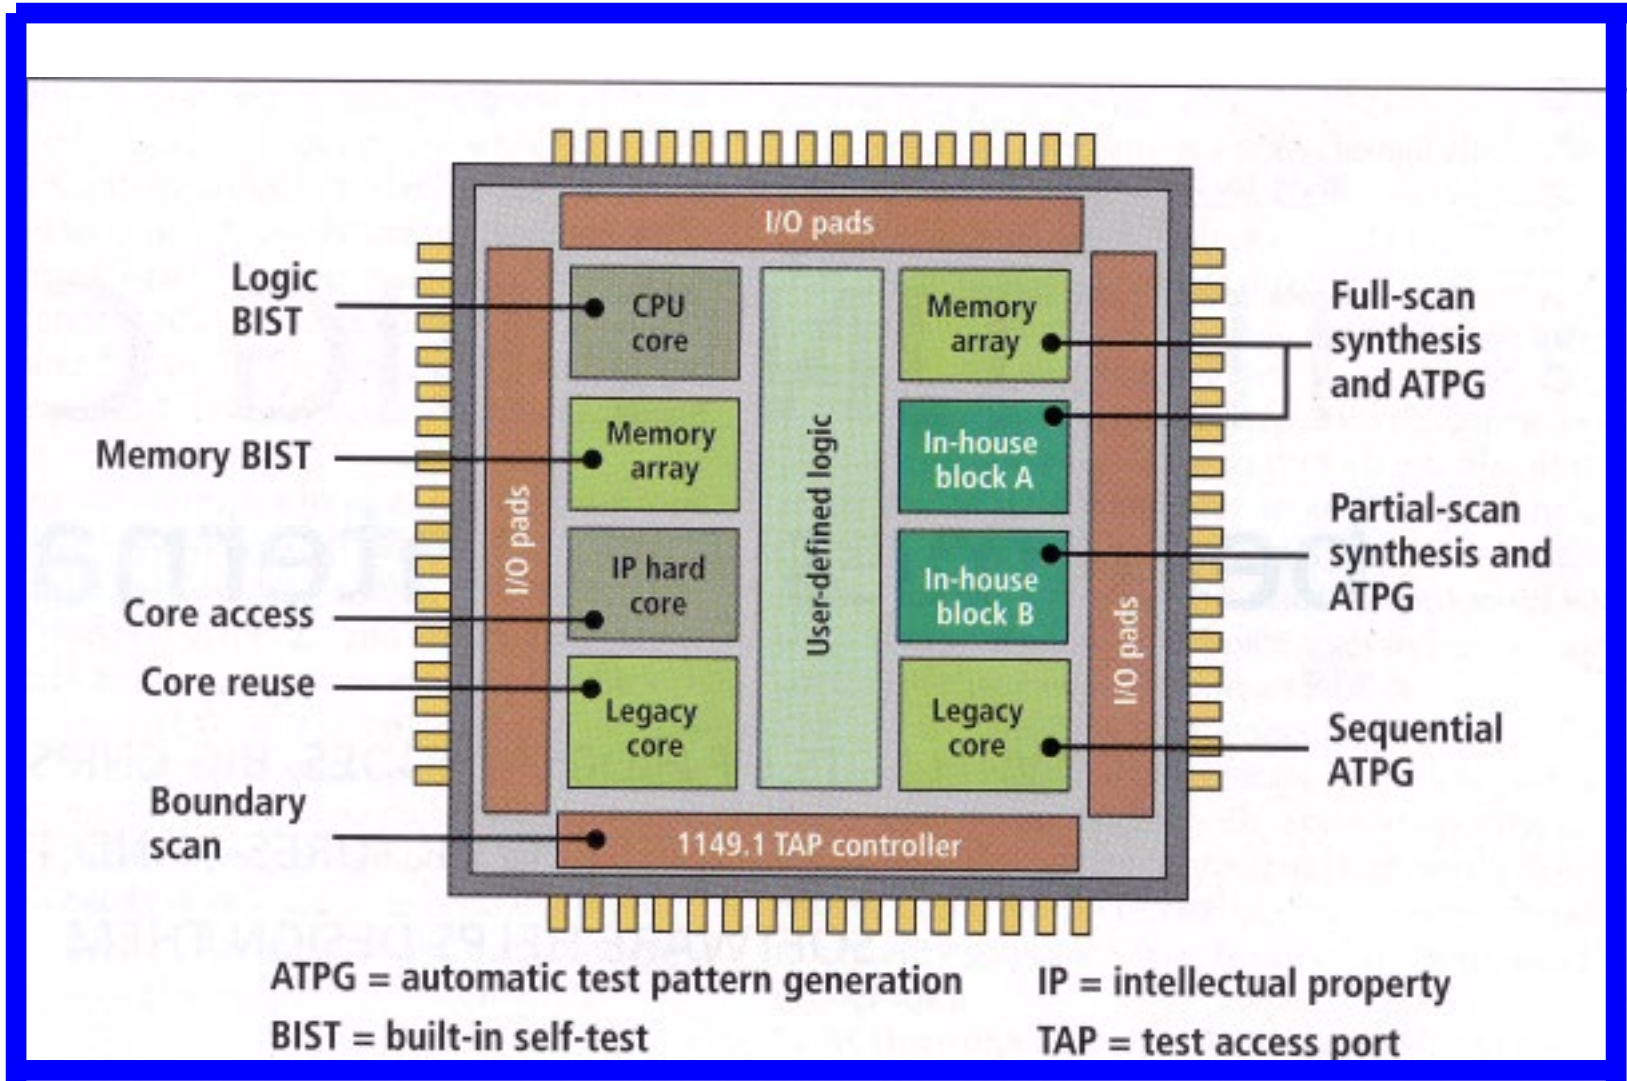 I/O pads
Logic
BIST
CPU
core
Memory
array
Full-scan
synthesis
and ATPG
Memory BIST
Memory
array
User-defined logic
In-house
block A
I/O pads
IP hard
core
In-house
block B
Partial-scan
synthesis and
ATPG
I/O pads
Core access
Core reuse
Legacy
core
Legacy
core
Sequential
ATPG
Boundary
scan
1149.1 TAP controller
ATPG = automatic test pattern generation
IP = intellectual property
BIST = built-in self-test
TAP = test access port